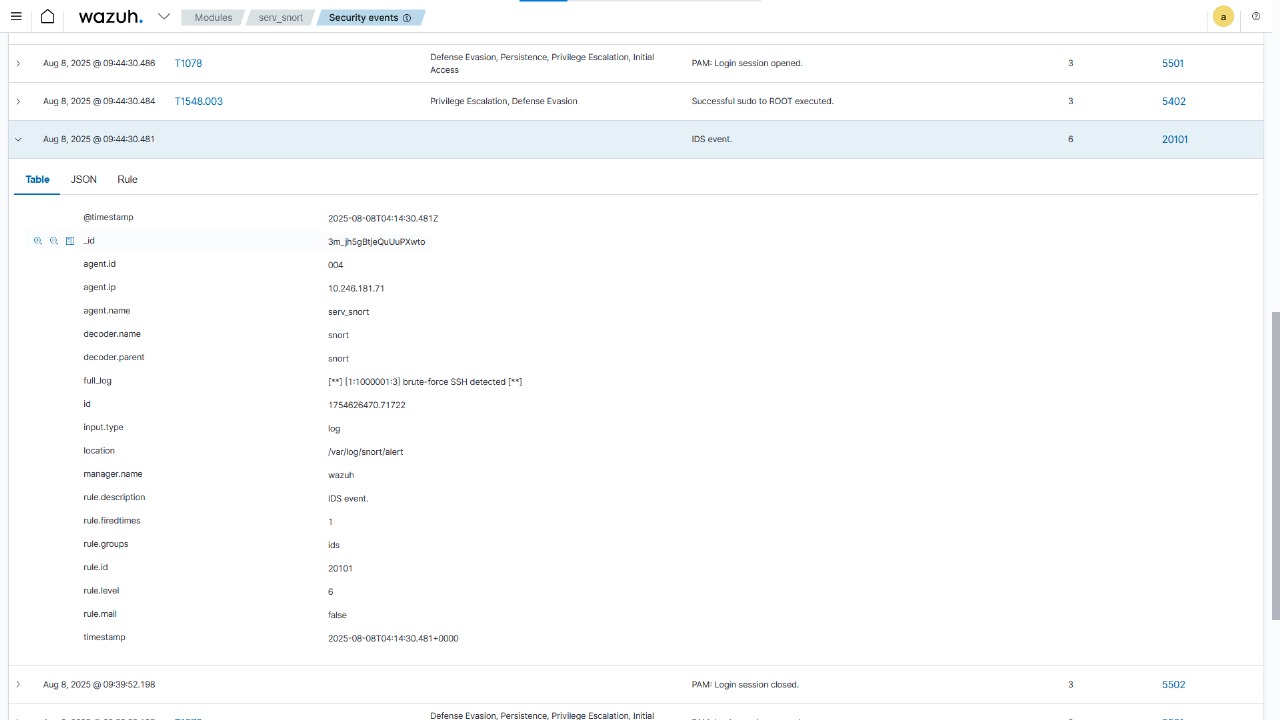 wazuh. Modules serv_snort Security events a
Aug 8, 2025 @ 09:44:30.486 T1078 Defense Evasion, Persistence, Privilege Escalation, Initial Access PAM: Login session opened. 3 5501
Aug 8, 2025 @ 09:44:30.484 T1548.003 Privilege Escalation, Defense Evasion Successful sudo to ROOT executed. 3 5402
Aug 8, 2025 @ 09:44:30.481 IDS event. 6 20101
Table JSON Rule
@timestamp 2025-08-08T04:14:30.481Z
_id 3m_jh5gBtjeQuUuPXwto
agent.id 004
agent.ip 10.246.181.71
agent.name serv_snort
decoder.name snort
decoder.parent snort
full_log [**] [1:1000001:3] brute-force SSH detected [**]
id 1754626470.71722
input.type log
location /var/log/snort/alert
manager.name wazuh
rule.description IDS event.
rule.firedtimes 1
rule.groups ids
rule.id 20101
rule.level 6
rule.mail false
timestamp 2025-08-08T04:14:30.481+0000
Aug 8, 2025 @ 09:39:52.198 PAM: Login session closed. 3 5502
Defense Evasion, Persistence, Privilege Escalation, Initial